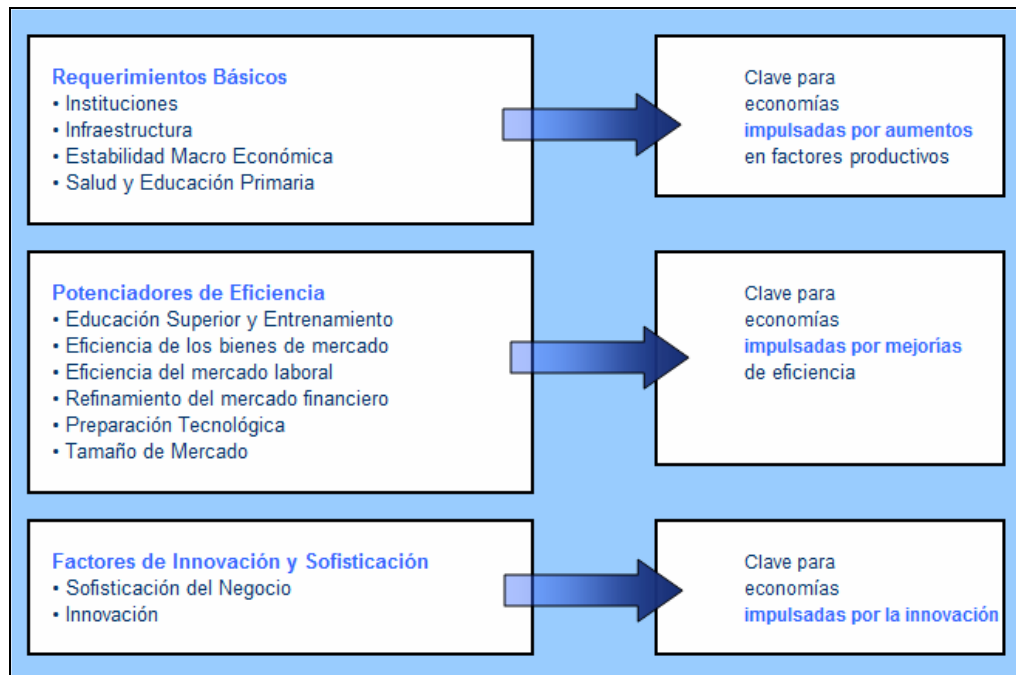 Requerimientos Básicos
• Instituciones
• Infraestructura
• Estabilidad Macro Económica
• Salud y Educación Primaria
Clave para
economías
impulsadas por aumentos
en factores productivos
Potenciadores de Eficiencia
• Educación Superior y Entrenamiento
• Eficiencia de los bienes de mercado
• Eficiencia del mercado laboral
• Refinamiento del mercado financiero
• Preparación Tecnológica
• Tamaño de Mercado
Clave para
economías
impulsadas por mejorías
de eficiencia
Factores de Innovación y Sofisticación
• Sofisticación del Negocio
• Innovación
Clave para
economías
impulsadas por la innovación